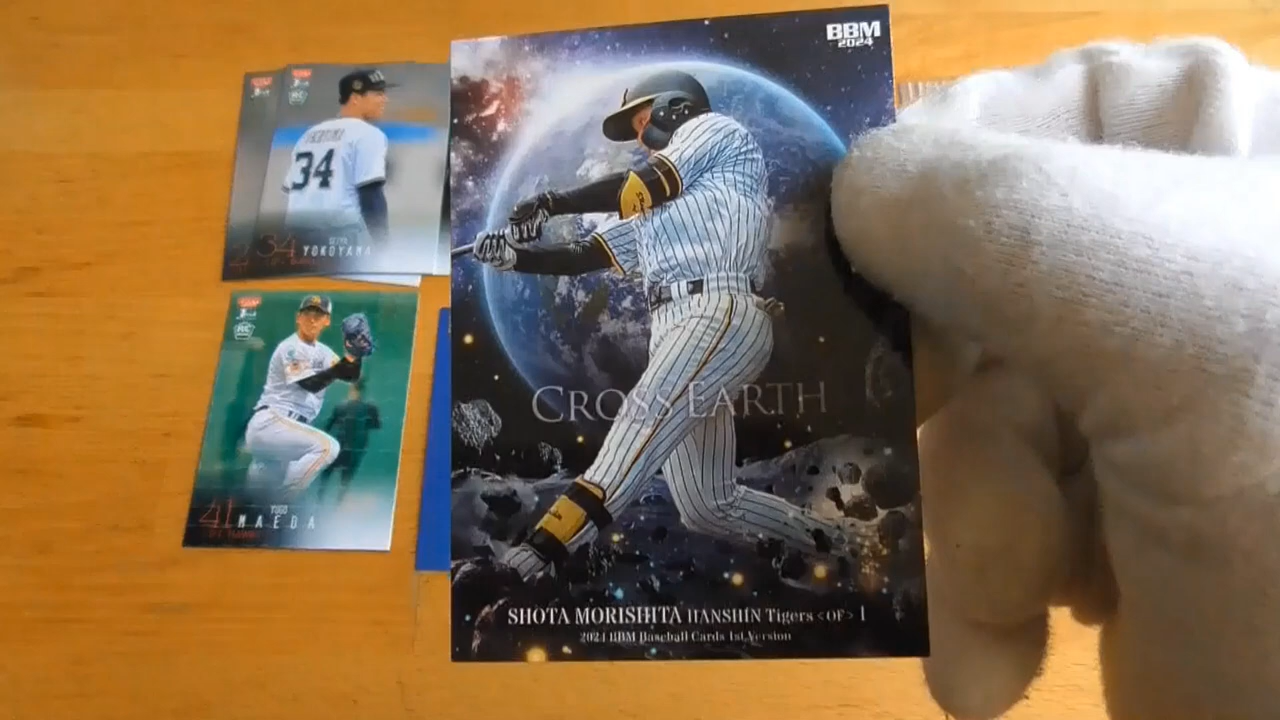 BBM
2024
CROSS EARTH
SHOTA MORISHITA HANSHIN Tigers <OF> 1
2024 BBM Baseball Cards 1st Version
34
34
YOKOYAMA
41
YUGO
MAEDA